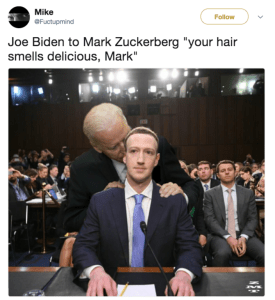 Mike
@Fuctupmind
Follow
Joe Biden to Mark Zuckerberg "your hair
smells delicious, Mark"